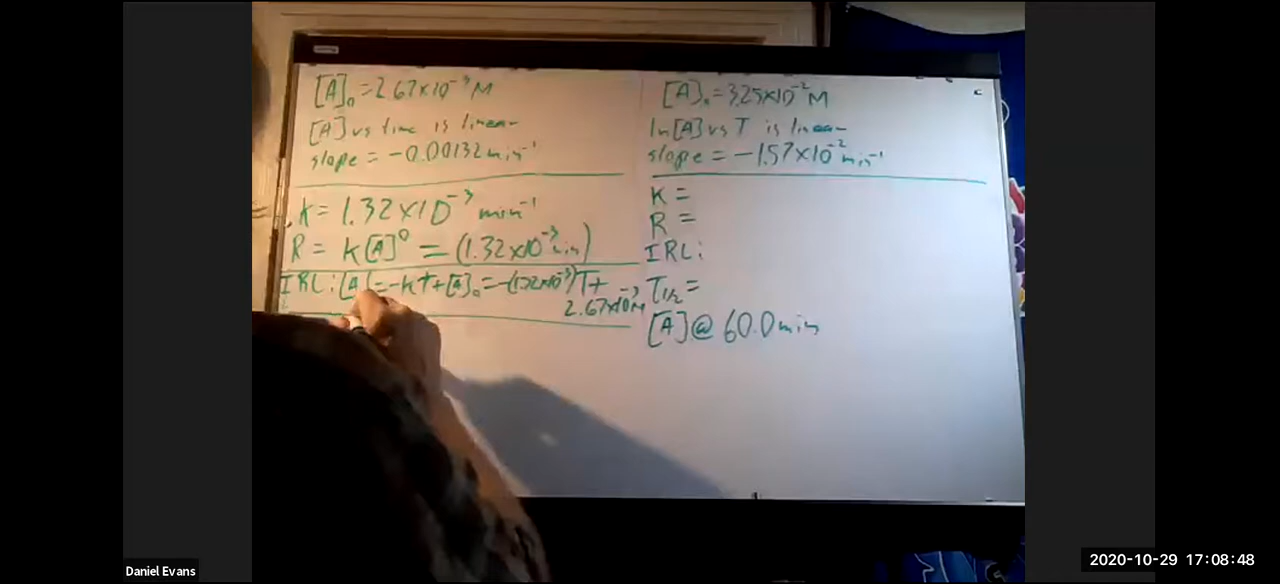 [A]₀ = 2.67×10⁻³ M
[A] vs time is linear
slope = -0.00132 min⁻¹
K = 1.32×10⁻³ min⁻¹
R = K[A]⁰ = (1.32×10⁻³ min)
IRL: [A] = -KT+[A]₀ = -(1.32×10⁻³)T+
2.67×10⁻³M
[A]₀ = 3.25×10⁻² M
ln[A] vs T is linear
slope = -1.57×10⁻² min⁻¹
K =
R =
IRL:
T1/2 =
[A] @ 60.0 min
Daniel Evans
2020-10-29 17:08:48